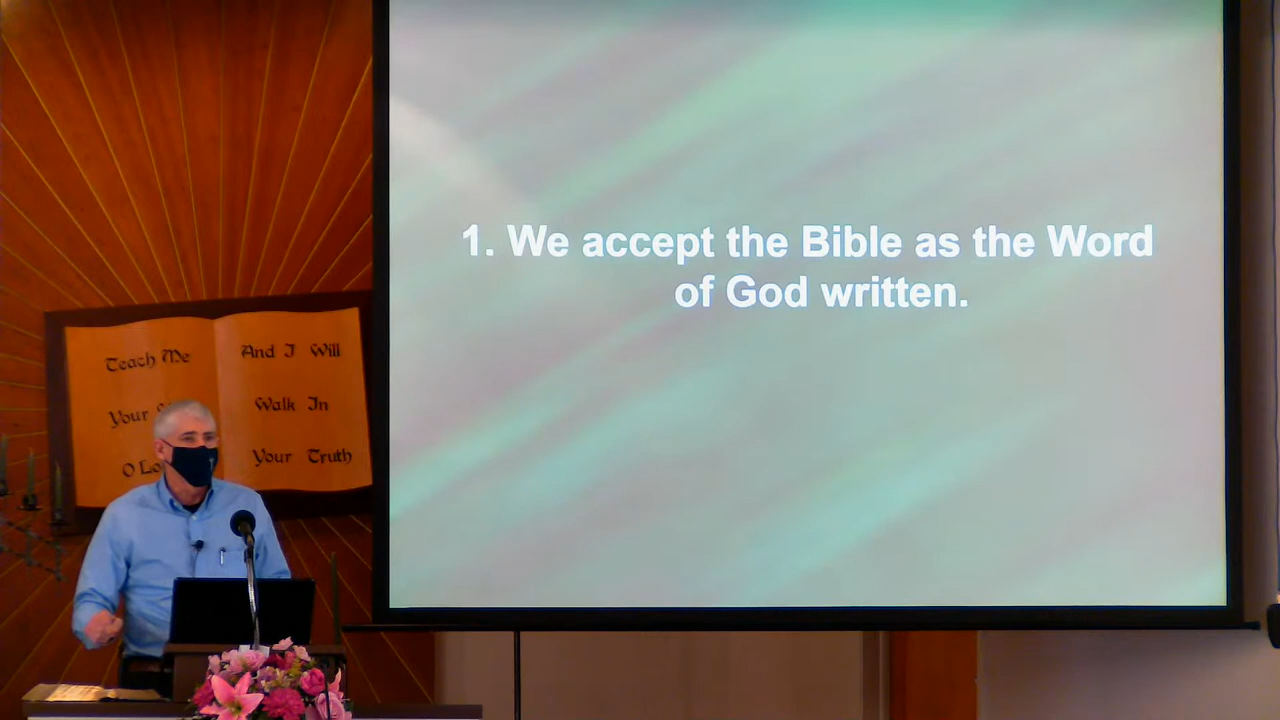 1. We accept the Bible as the Word
of God written.
Teach Me
Your
O
And I Will
Walk In
Your Truth